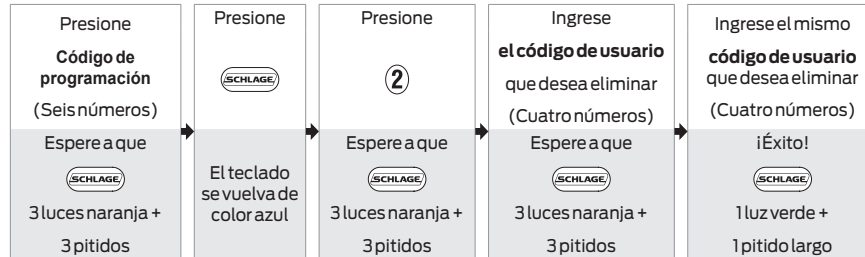 Presione
Código de
programación
(Seis números)
Espere a que
SCHLAGE
3 luces naranja +
3 pitidos
Presione
SCHLAGE
El teclado
se vuelva de
color azul
Presione
2
Espere a que
SCHLAGE
3 luces naranja +
3 pitidos
Ingrese
el código de usuario
que desea eliminar
(Cuatro números)
Espere a que
SCHLAGE
3 luces naranja +
3 pitidos
Ingrese el mismo
código de usuario
que desea eliminar
(Cuatro números)
¡Éxito!
SCHLAGE
1 luz verde +
1 pitido largo